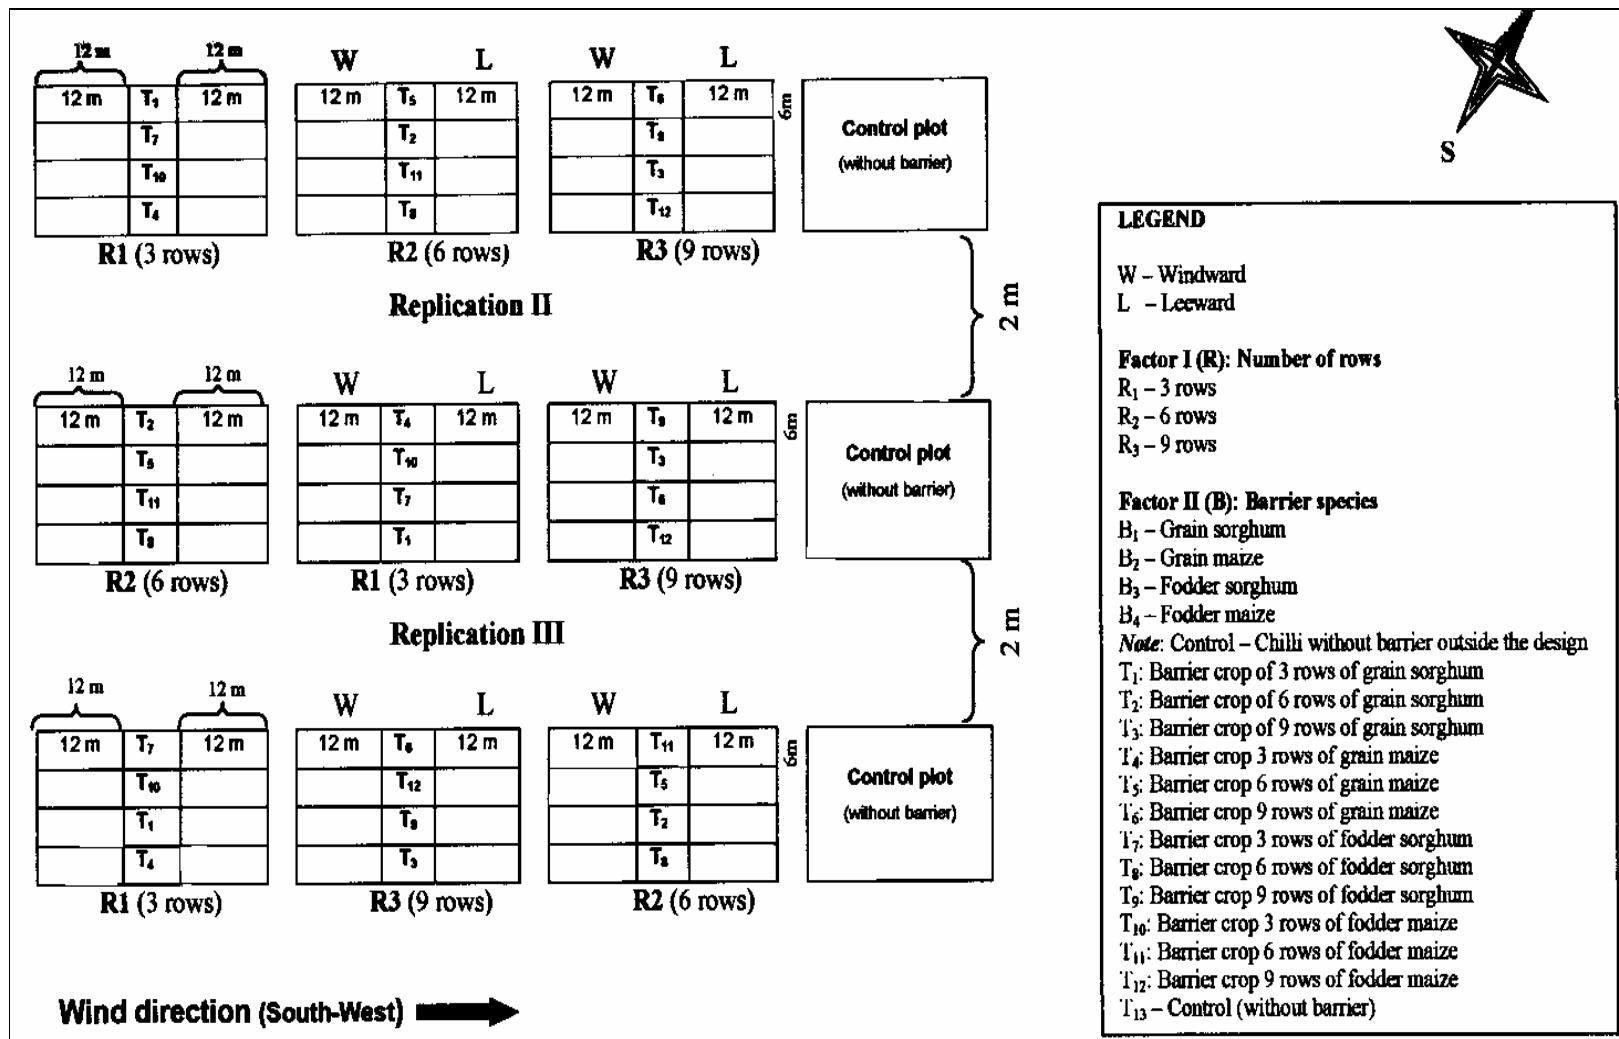 12 m 12 m W L W L
12 m T1 12 m 12 m T5 12 m 12 m T6 12 m 6m
T7 T2 T9
T10 T11 T3
T4 T8 T12
Control plot
(without barrier)
R1 (3 rows) R2 (6 rows) R3 (9 rows)
S
Replication II
2 m
12 m 12 m W L W L
12 m T2 12 m 12 m T4 12 m 12 m T9 12 m 6m
T5 T10 T3
T11 T7 T6
T8 T1 T12
Control plot
(without barrier)
R2 (6 rows) R1 (3 rows) R3 (9 rows)
Replication III
2 m
12 m 12 m W L W L
12 m T7 12 m 12 m T6 12 m 12 m T11 12 m 6m
T10 T12 T5
T1 T9 T2
T4 T3 T8
Control plot
(without barrier)
R1 (3 rows) R3 (9 rows) R2 (6 rows)
Wind direction (South-West)
LEGEND
W – Windward
L – Leeward
Factor I (R): Number of rows
R1 – 3 rows
R2 – 6 rows
R3 – 9 rows
Factor II (B): Barrier species
B1 – Grain sorghum
B2 – Grain maize
B3 – Fodder sorghum
B4 – Fodder maize
Note: Control – Chilli without barrier outside the design
T1: Barrier crop of 3 rows of grain sorghum
T2: Barrier crop of 6 rows of grain sorghum
T3: Barrier crop of 9 rows of grain sorghum
T4: Barrier crop 3 rows of grain maize
T5: Barrier crop 6 rows of grain maize
T6: Barrier crop 9 rows of grain maize
T7: Barrier crop 3 rows of fodder sorghum
T8: Barrier crop 6 rows of fodder sorghum
T9: Barrier crop 9 rows of fodder sorghum
T10: Barrier crop 3 rows of fodder maize
T11: Barrier crop 6 rows of fodder maize
T12: Barrier crop 9 rows of fodder maize
T13 – Control (without barrier)